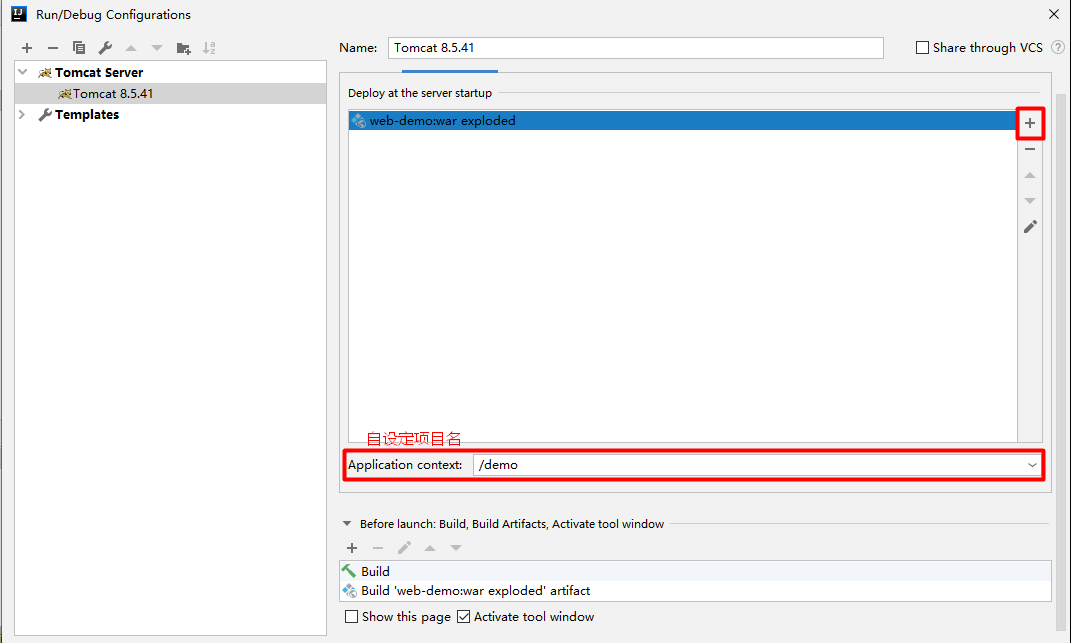 IJ
Run/Debug Configurations
Name: Tomcat 8.5.41
Share through VCS ?
Tomcat Server
Tomcat 8.5.41
Templates
Deploy at the server startup
web-demo:war exploded
自设定项目名
Application context: /demo
Before launch: Build, Build Artifacts, Activate tool window
Build
Build 'web-demo:war exploded' artifact
Show this page Activate tool window